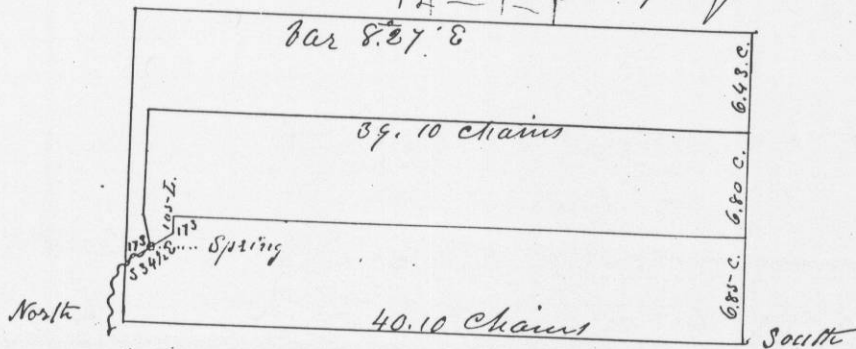 Var 8.27' E
6.43. C.
39. 10 Chains
6.80 C.
105-L.
173
173
Spring
S 34½ E
6.85- C.
North
40.10 Chains
South